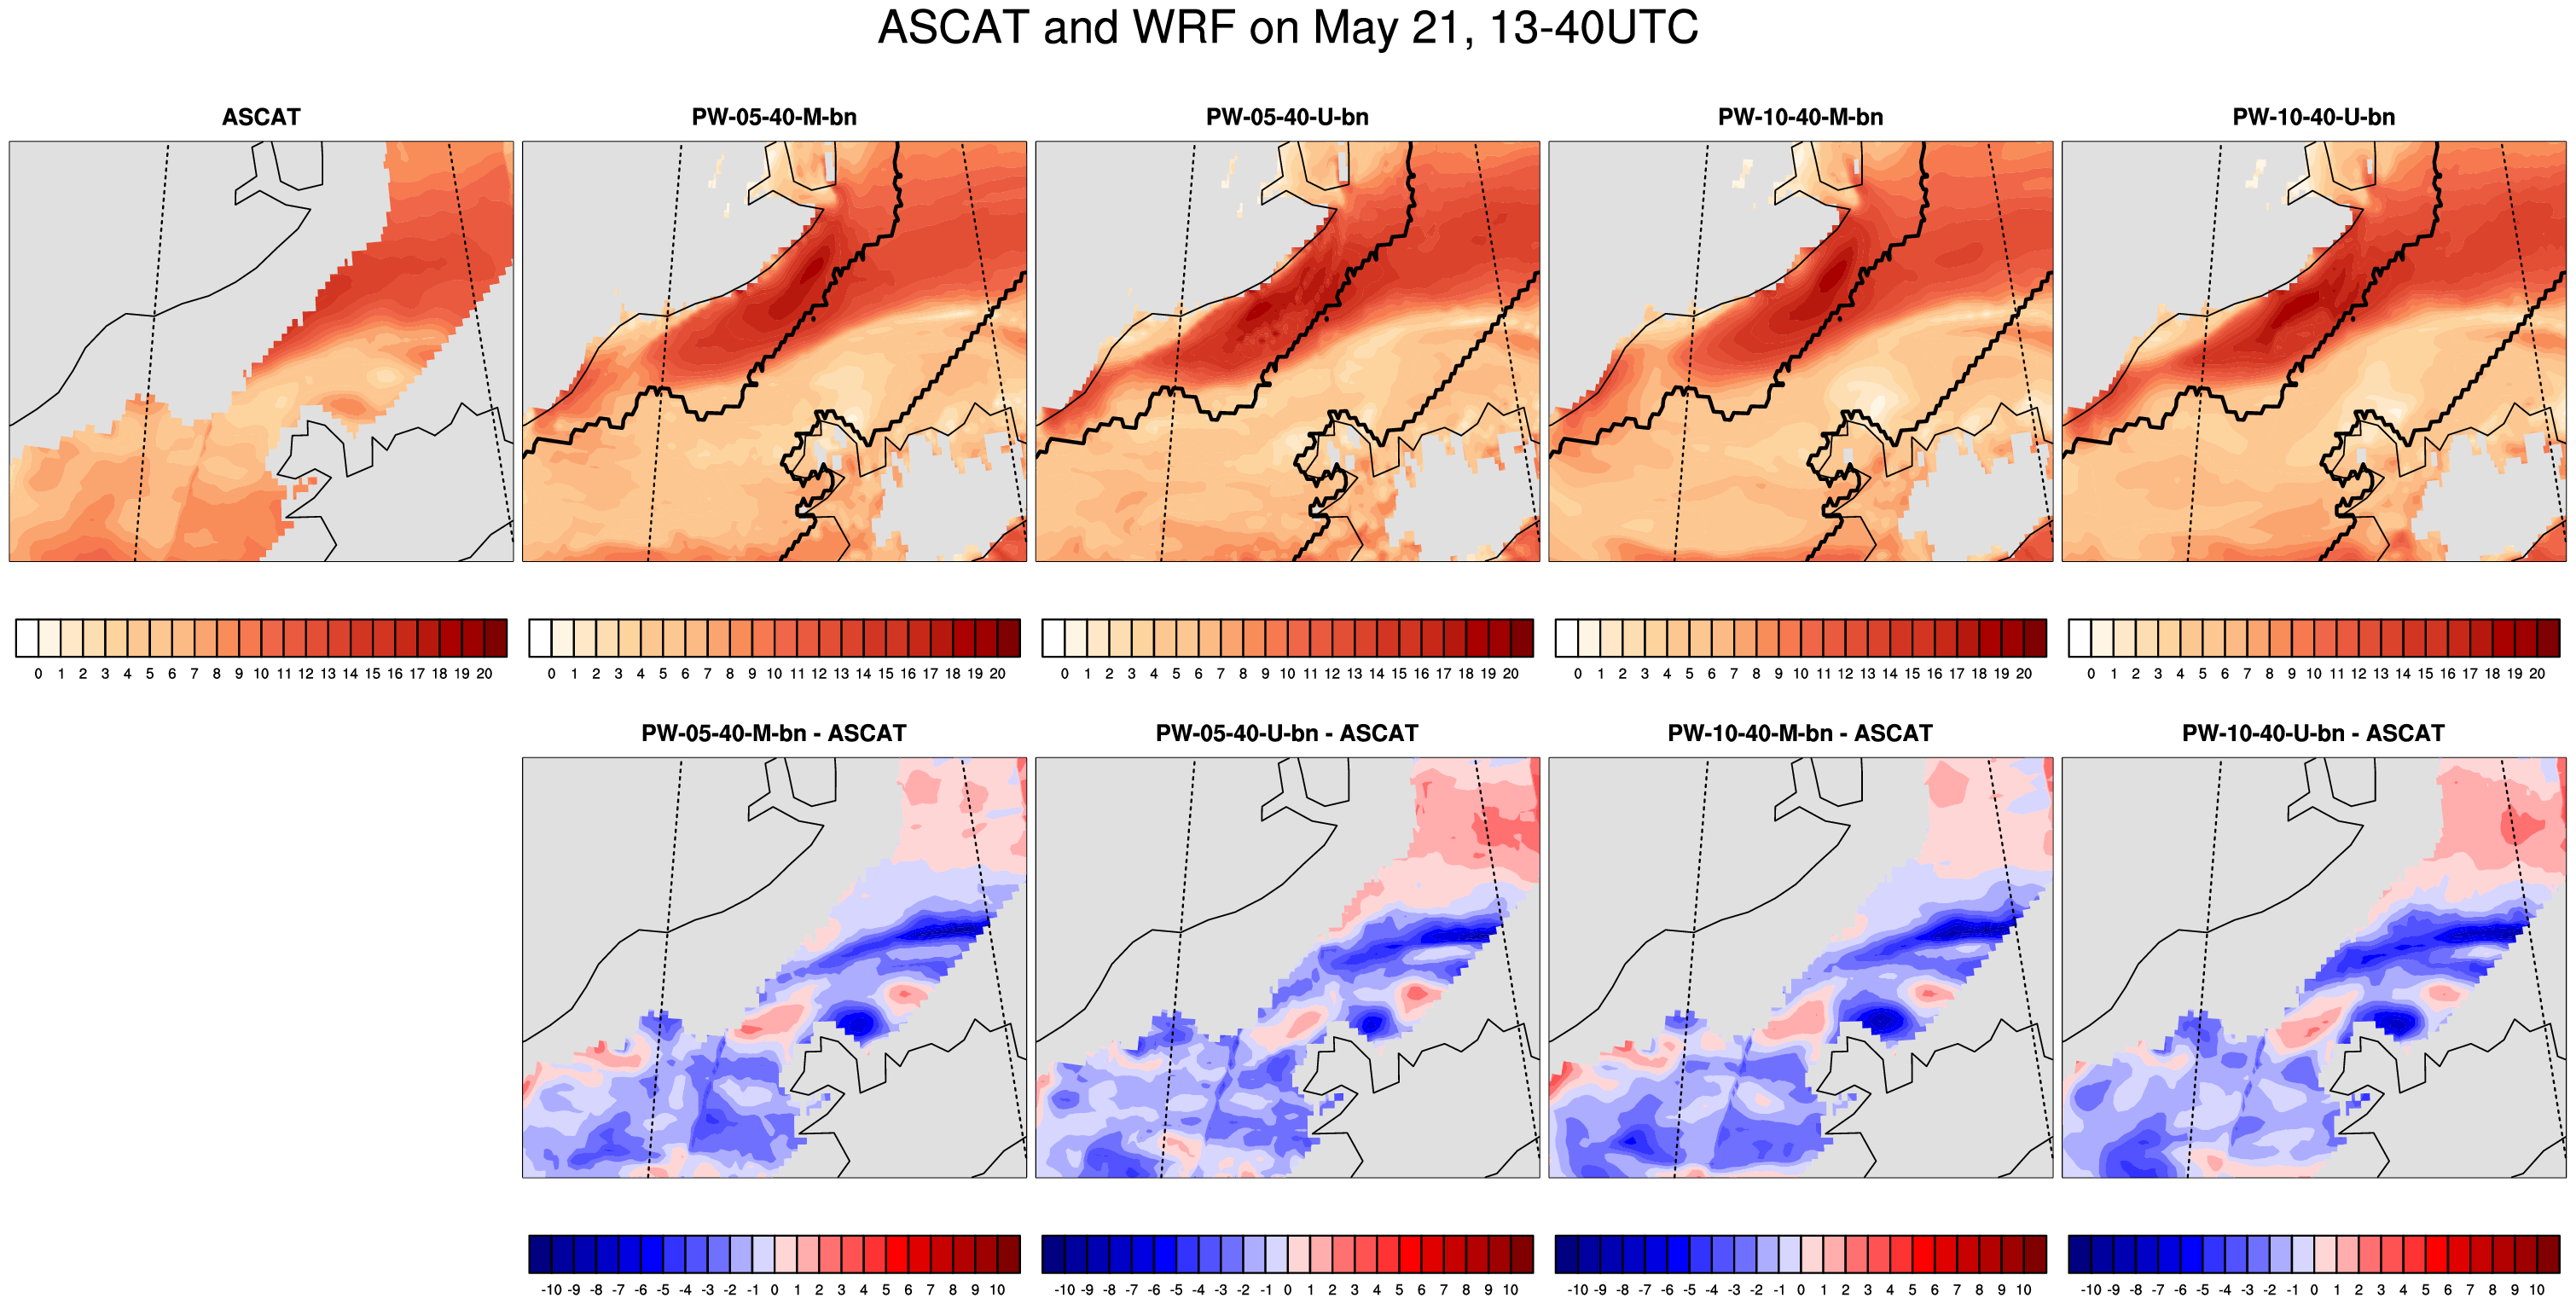 ASCAT and WRF on May 21, 13-40UTC
ASCAT
PW-05-40-M-bn
PW-05-40-U-bn
PW-10-40-M-bn
PW-10-40-U-bn
0 1 2 3 4 5 6 7 8 9 10 11 12 13 14 15 16 17 18 19 20
0 1 2 3 4 5 6 7 8 9 10 11 12 13 14 15 16 17 18 19 20
0 1 2 3 4 5 6 7 8 9 10 11 12 13 14 15 16 17 18 19 20
0 1 2 3 4 5 6 7 8 9 10 11 12 13 14 15 16 17 18 19 20
0 1 2 3 4 5 6 7 8 9 10 11 12 13 14 15 16 17 18 19 20
PW-05-40-M-bn - ASCAT
PW-05-40-U-bn - ASCAT
PW-10-40-M-bn - ASCAT
PW-10-40-U-bn - ASCAT
-10 -9 -8 -7 -6 -5 -4 -3 -2 -1 0 1 2 3 4 5 6 7 8 9 10
-10 -9 -8 -7 -6 -5 -4 -3 -2 -1 0 1 2 3 4 5 6 7 8 9 10
-10 -9 -8 -7 -6 -5 -4 -3 -2 -1 0 1 2 3 4 5 6 7 8 9 10
-10 -9 -8 -7 -6 -5 -4 -3 -2 -1 0 1 2 3 4 5 6 7 8 9 10